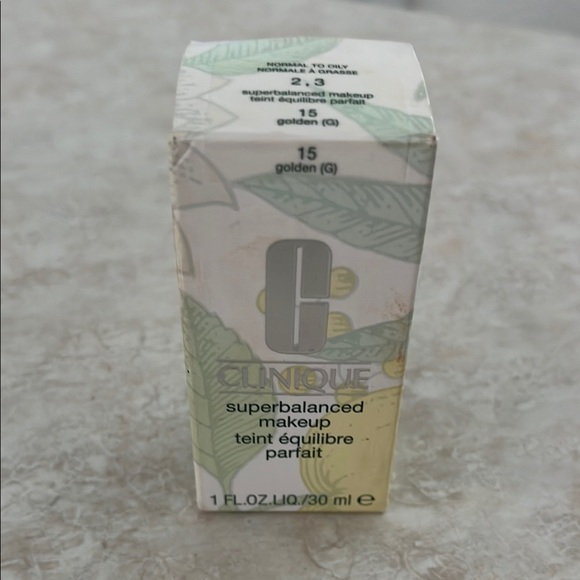 NORMAL TO OILY
NORMALE À GRASSE
2, 3
superbalanced makeup
teint équilibre parfait
15
golden (G)
15
golden (G)
C
CLINIQUE
superbalanced
makeup
teint équilibre
parfait
1 FL.OZ.LIQ./30 ml e